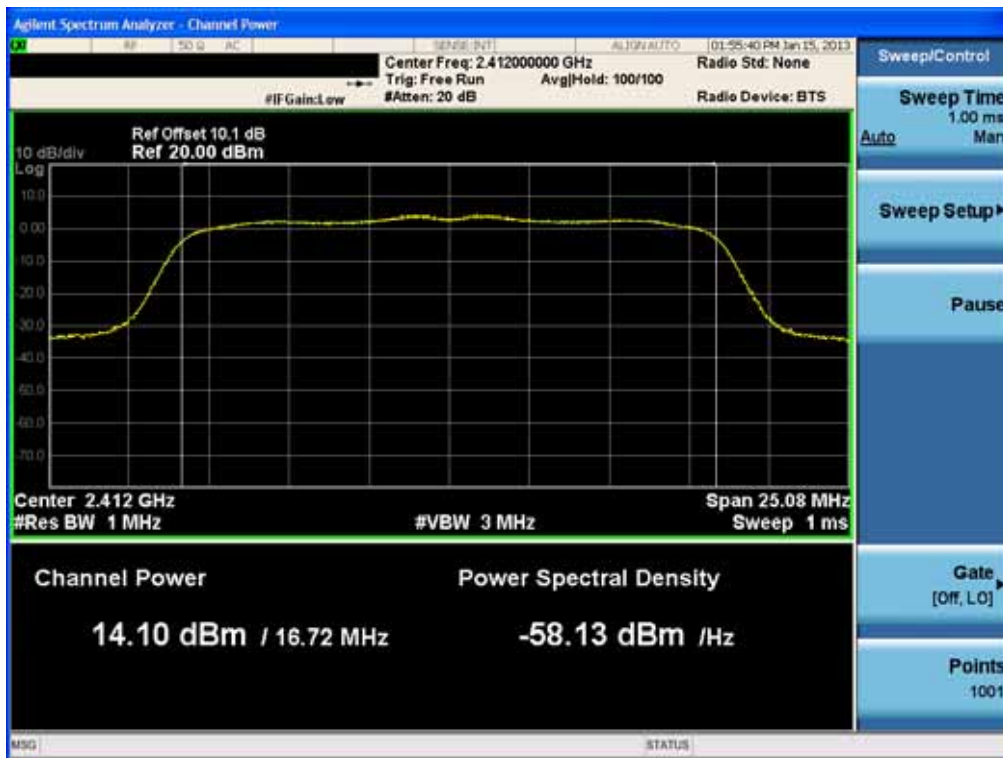 Agilent Spectrum Analyzer - Channel Power
RF 50 Ω AC SENSE:INT ALIGN AUTO 01:55:40 PM Jan 15, 2013
Center Freq: 2.412000000 GHz Radio Std: None
Trig: Free Run Avg|Hold: 100/100
#IFGain:Low #Atten: 20 dB Radio Device: BTS
Ref Offset 10.1 dB
10 dB/div Ref 20.00 dBm
Log
10.0
0.00
-10.0
-20.0
-30.0
-40.0
-50.0
-60.0
-70.0
Center 2.412 GHz Span 25.08 MHz
#Res BW 1 MHz #VBW 3 MHz Sweep 1 ms
Channel Power Power Spectral Density
14.10 dBm / 16.72 MHz -58.13 dBm /Hz
MSG STATUS
Sweep/Control
Sweep Time
1.00 ms
Auto Man
Sweep Setup
Pause
Gate
[Off, LO]
Points
1001